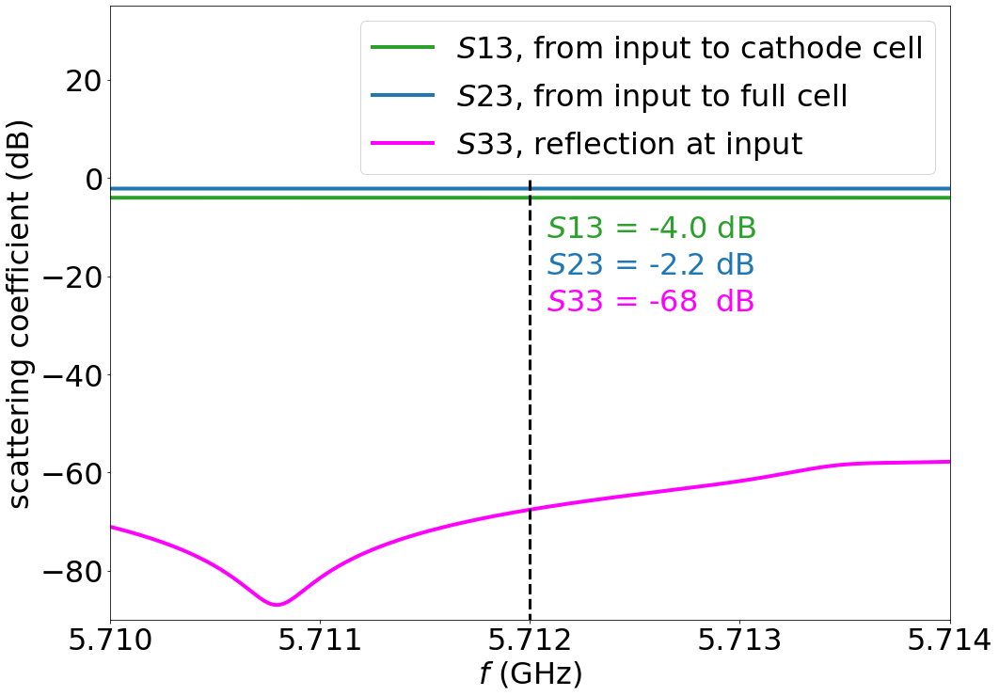 S13, from input to cathode cell
S23, from input to full cell
S33, reflection at input
scattering coefficient (dB)
20
0
−20
−40
−60
−80
S13 = -4.0 dB
S23 = -2.2 dB
S33 = -68  dB
5.710
5.711
5.712
5.713
5.714
f (GHz)